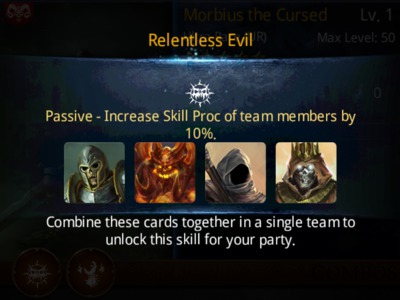 Morbius the Cursed Lv. 1
Relentless Evil Max Level: 50
Passive - Increase Skill Proc of team members by
10%.
Combine these cards together in a single team to
unlock this skill for your party.